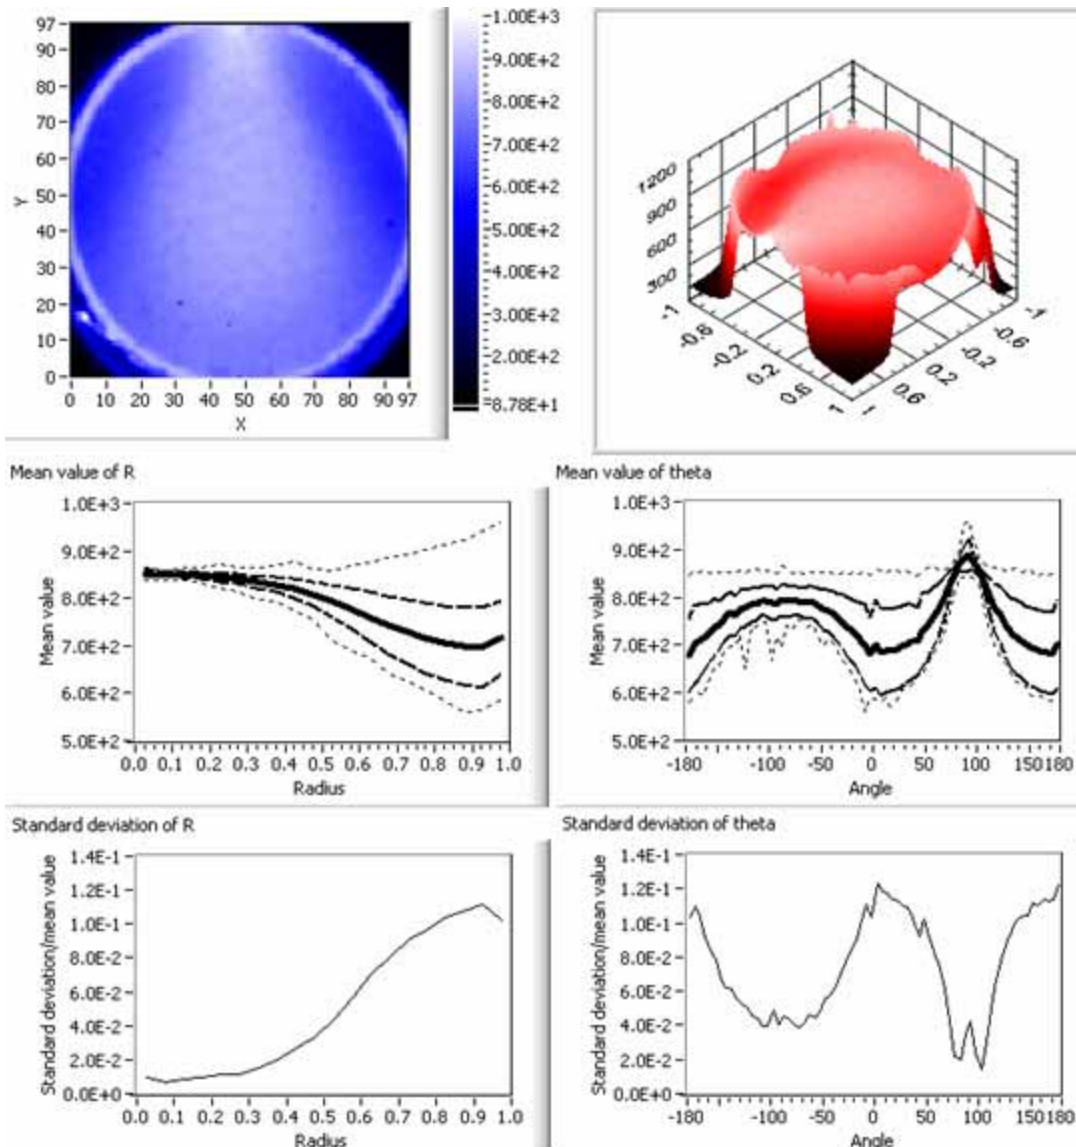 97
90
80
70
60
50
40
30
20
10
0
Y
0 10 20 30 40 50 60 70 80 90 97
X
1.00E+3
9.00E+2
8.00E+2
7.00E+2
6.00E+2
5.00E+2
4.00E+2
3.00E+2
2.00E+2
8.78E+1
1200
900
600
300
-1 -0.6 -0.2 0.2 0.6 1
1 0.6 0.2 -0.2 -0.6 -1
Mean value of R
1.0E+3
9.0E+2
8.0E+2
7.0E+2
6.0E+2
5.0E+2
Mean value
0.0 0.1 0.2 0.3 0.4 0.5 0.6 0.7 0.8 0.9 1.0
Radius
Mean value of theta
1.0E+3
9.0E+2
8.0E+2
7.0E+2
6.0E+2
5.0E+2
Mean value
-180 -100 -50 0 50 100 150 180
Angle
Standard deviation of R
1.4E-1
1.2E-1
1.0E-1
8.0E-2
6.0E-2
4.0E-2
2.0E-2
0.0E+0
Standard deviation/mean value
0.0 0.1 0.2 0.3 0.4 0.5 0.6 0.7 0.8 0.9 1.0
Radius
Standard deviation of theta
1.4E-1
1.2E-1
1.0E-1
8.0E-2
6.0E-2
4.0E-2
2.0E-2
0.0E+0
Standard deviation/mean value
-180 -100 -50 0 50 100 150 180
Angle